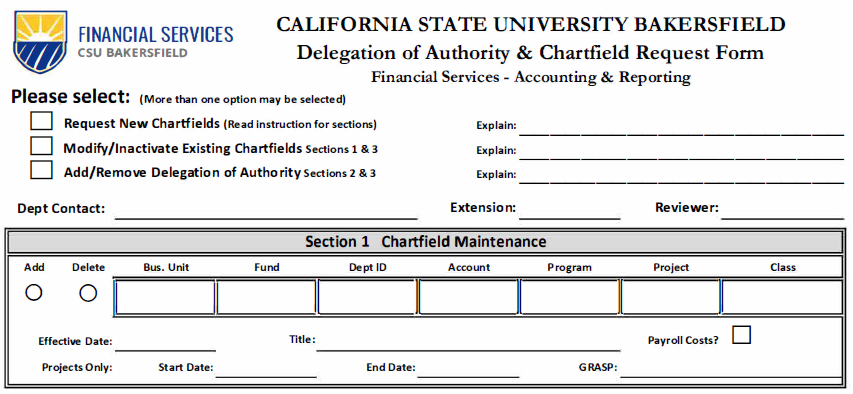 FINANCIAL SERVICES
CSU BAKERSFIELD
CALIFORNIA STATE UNIVERSITY BAKERSFIELD
Delegation of Authority & Chartfield Request Form
Financial Services - Accounting & Reporting
Please select: (More than one option may be selected)
Request New Chartfields (Read instruction for sections) Explain:
Modify/Inactivate Existing Chartfields Sections 1 & 3 Explain:
Add/Remove Delegation of Authority Sections 2 & 3 Explain:
Dept Contact: Extension: Reviewer:
Section 1 Chartfield Maintenance
Add Delete Bus. Unit Fund Dept ID Account Program Project Class
Effective Date: Title: Payroll Costs?
Projects Only: Start Date: End Date: GRASP: